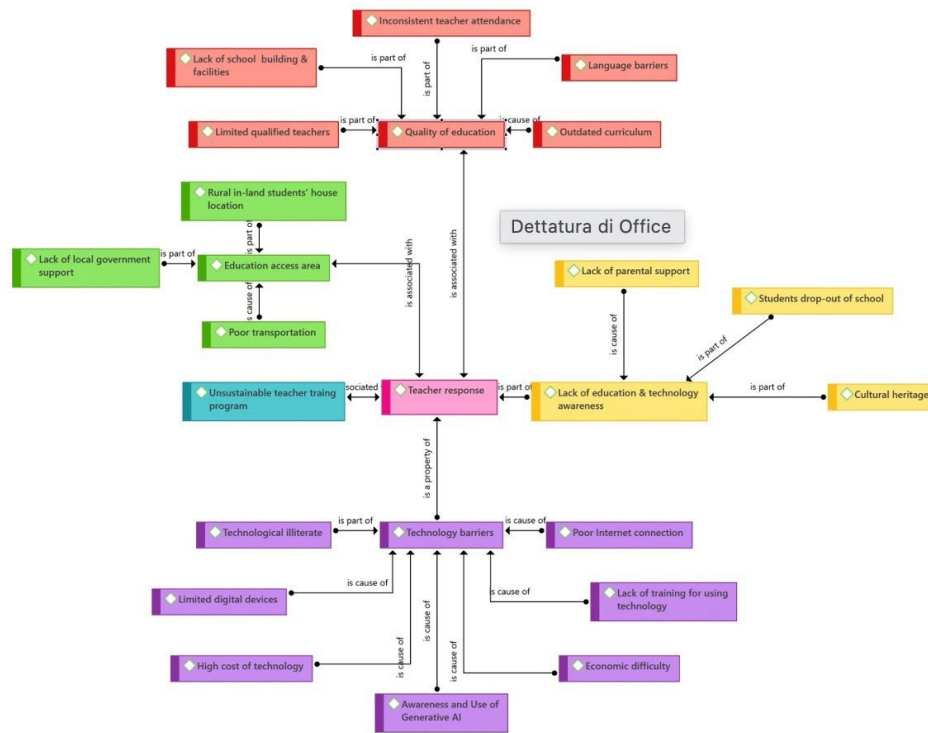 Inconsistent teacher attendance
is part of
is part of
is part of
Lack of school building &
facilities
Language barriers
Limited qualified teachers
is part of
Quality of education
is cause of
Outdated curriculum
Rural in-land students' house
location
is part of
Lack of local government
support
is part of
Education access area
is cause of
Poor transportation
is associated with
is associated with
Dettatura di Office
Lack of parental support
is cause of
Students drop-out of school
is part of
Unsustainable teacher traing
program
sociated
Teacher response
is part of
Lack of education & technology
awareness
is part of
Cultural heritage
is a property of
Technological illiterate
is part of
Technology barriers
is cause of
Poor Internet connection
Limited digital devices
is cause of
is cause of
is cause of
is cause of
is cause of
Lack of training for using
technology
High cost of technology
Economic difficulty
Awareness and Use of
Generative AI